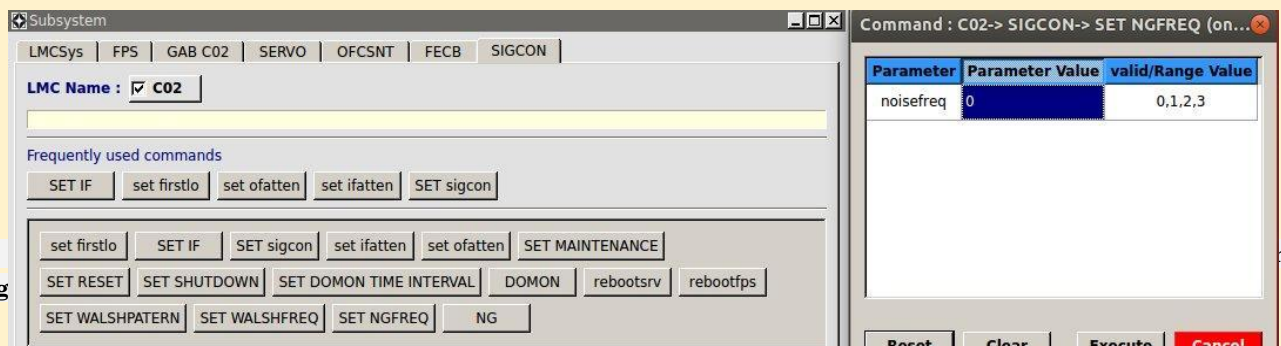 Subsystem
LMCSys FPS GAB C02 SERVO OFCSNT FECB SIGCON
LMC Name : C02
Frequently used commands
SET IF set firstlo set ofatten set ifatten SET sigcon
set firstlo SET IF SET sigcon set ifatten set ofatten SET MAINTENANCE
SET RESET SET SHUTDOWN SET DOMON TIME INTERVAL DOMON rebootsrv rebootfps
SET WALSHPATERN SET WALSHFREQ SET NGFREQ NG
Command : C02-> SIGCON-> SET NGFREQ (on...
Parameter Parameter Value valid/Range Value
noisefreq 0 0,1,2,3
Reset Clear Execute Cancel